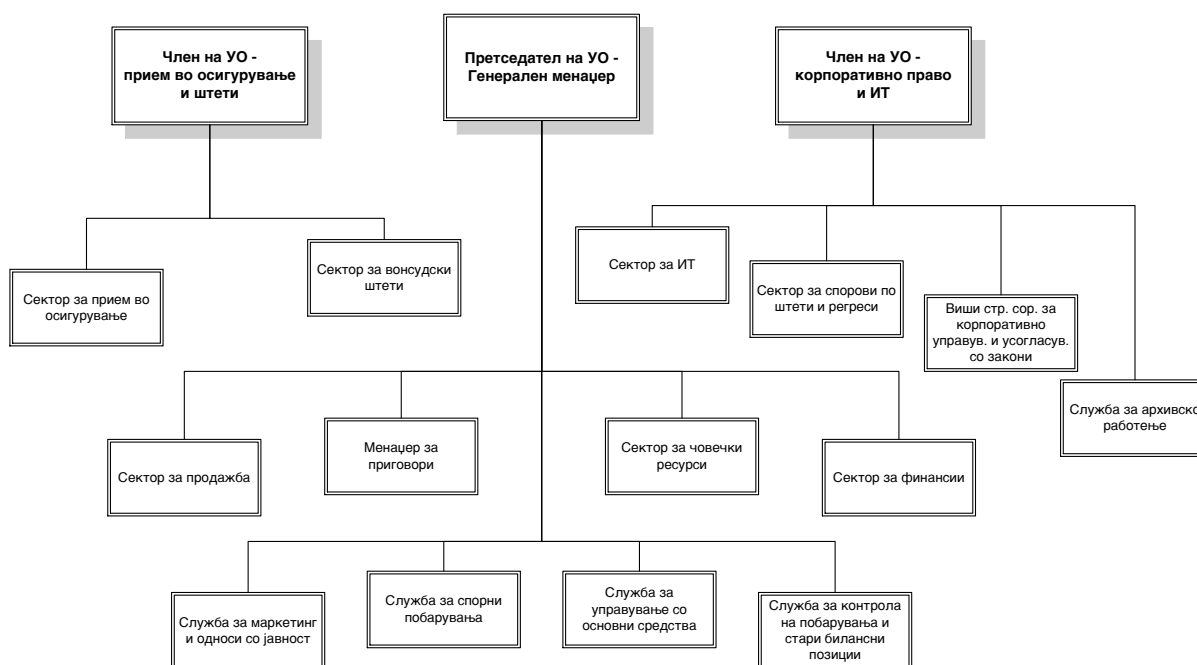 Член на УО -
прием во осигурување
и штети
Претседател на УО -
Генерален менаџер
Член на УО -
корпоративно право
и ИТ
Сектор за прием во
осигурување
Сектор за вонсудски
штети
Сектор за ИТ
Сектор за спорови по
штети и регреси
Виши стр. сор. за
корпоративно
управув. и усогласув.
со закони
Служба за архивско
работење
Сектор за продажба
Менаџер за
приговори
Сектор за човечки
ресурси
Сектор за финансии
Служба за маркетинг
и односи со јавност
Служба за спорни
побарувања
Служба за
управување со
основни средства
Служба за контрола
на побарувања и
стари билансни
позиции